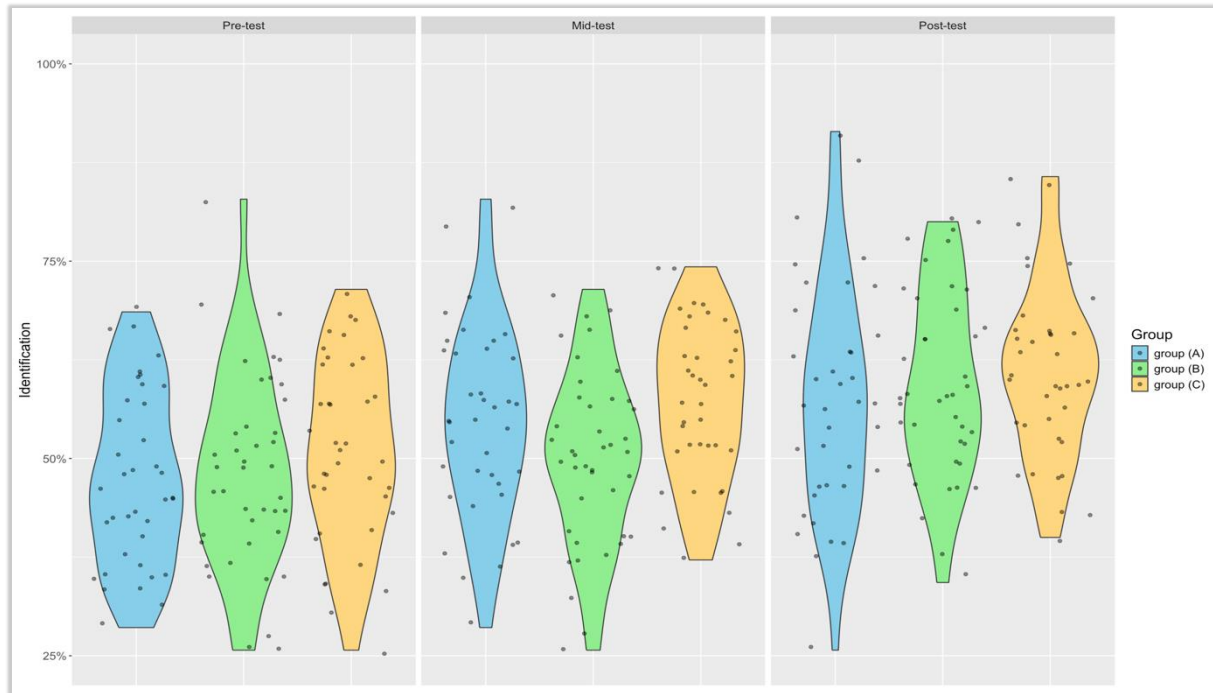 Pre-test
Mid-test
Post-test
100%
75%
50%
25%
Identification
Group
group (A)
group (B)
group (C)